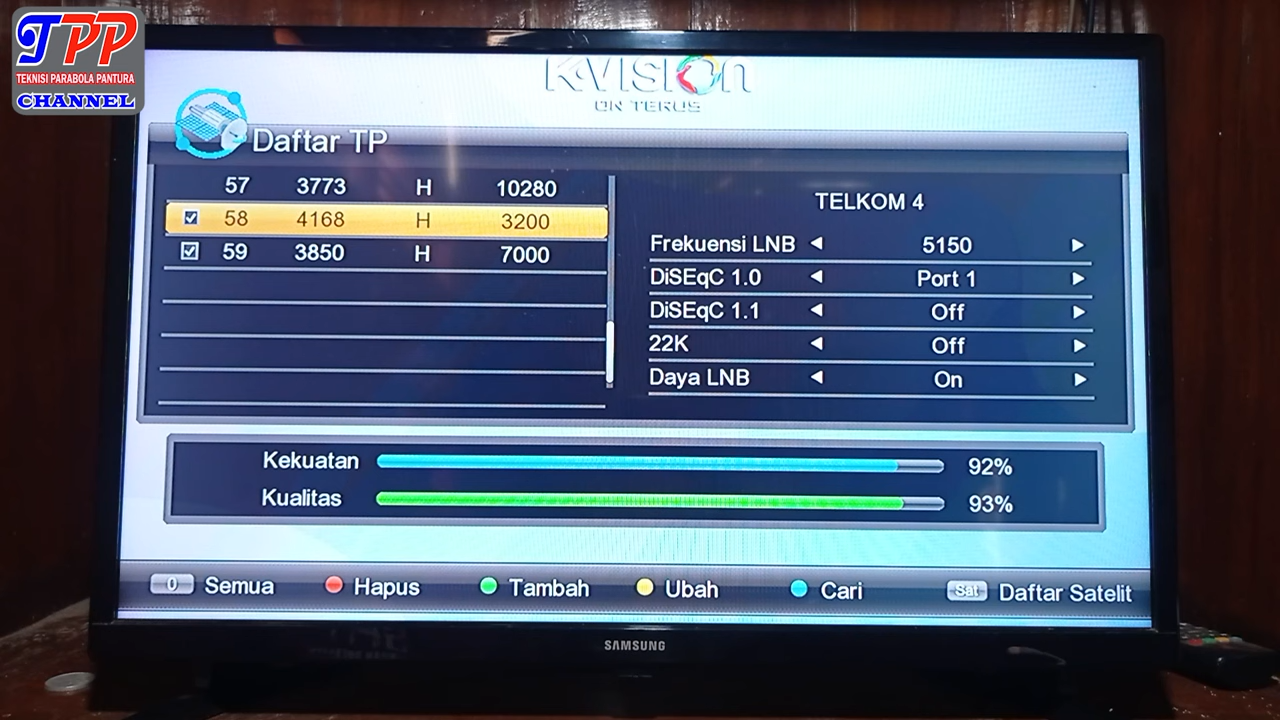 TPP
TEKNISI PARABOLA PANTURA
CHANNEL
K-VISION
ON TERUS
Daftar TP
57 3773 H 10280
58 4168 H 3200
59 3850 H 7000
TELKOM 4
Frekuensi LNB 5150
DiSEqC 1.0 Port 1
DiSEqC 1.1 Off
22K Off
Daya LNB On
Kekuatan 92%
Kualitas 93%
0 Semua Hapus Tambah Ubah Cari Sat Daftar Satelit
SAMSUNG